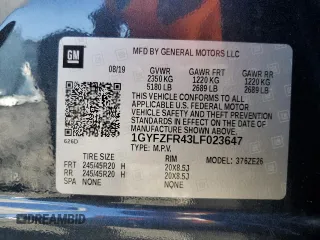 GM
MFD. BY GENERAL MOTORS LLC
08/19 GVWR GAWR FRT GAWR RR
2350 KG 1220 KG 1220 KG
5180 LB 2689 LB 2689 LB
THIS VEHICLE CONFORMS TO ALL
APPLICABLE U.S. FEDERAL MOTOR
VEHICLE SAFETY AND THEFT
PREVENTION STANDARDS IN EFFECT
ON THE DATE OF MANUFACTURE
SHOWN ABOVE.
1GYFZFR43LF023647
626D TYPE: M.P.V. MODEL: 376ZE26
TIRE SIZE RIM
FRT 245/45R20 H 20X8.5J
RR 245/45R20 H 20X8.5J
SPA NONE NONE
DREAMBID